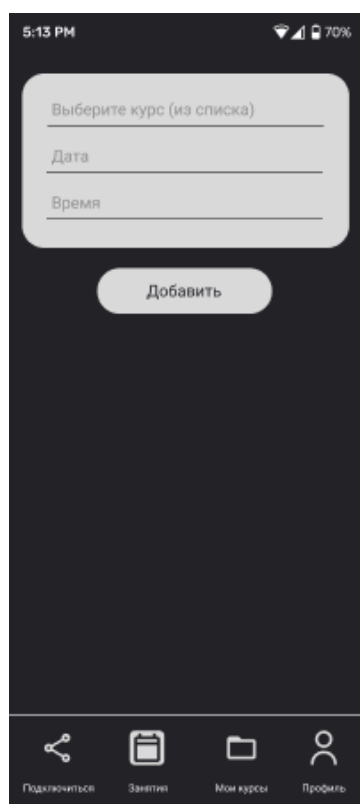 5:13 PM 70%
Выберите курс (из списка)
Дата
Время
Добавить
Подключиться Занятия Мои курсы Профиль